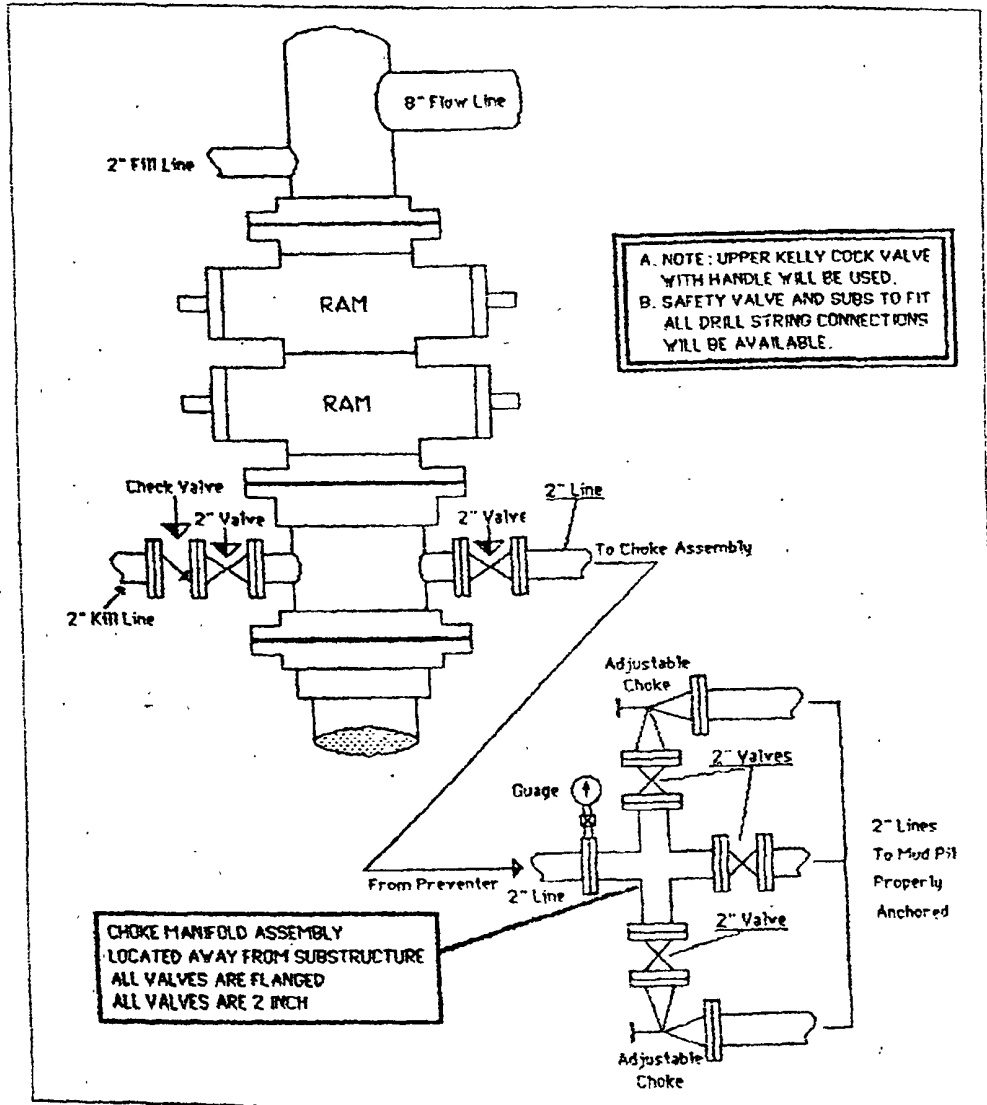 8" Flow Line
2" Fill Line
A. NOTE: UPPER KELLY COCK VALVE
WITH HANDLE WILL BE USED.
B. SAFETY VALVE AND SUBS TO FIT
ALL DRILL STRING CONNECTIONS
WILL BE AVAILABLE.
RAM
RAM
Check Valve
2" Valve
2" Valve
2" Line
To Choke Assembly
2" Kill Line
Adjustable
Choke
2" Valves
Guage
2" Lines
To Mud Pit
Properly
Anchored
From Preventer
2" Line
2" Valve
CHOKE MANIFOLD ASSEMBLY
LOCATED AWAY FROM SUBSTRUCTURE
ALL VALVES ARE FLANGED
ALL VALVES ARE 2 INCH
Adjustable
Choke